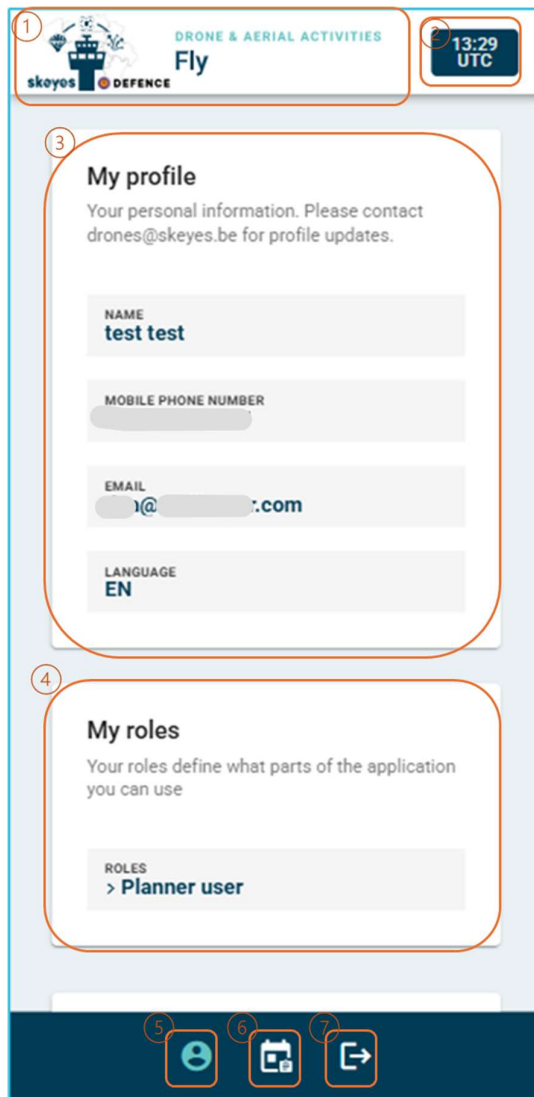 ① DRONE & AERIAL ACTIVITIES
Fly
skeyes DEFENCE
② 13:29
UTC
③
My profile
Your personal information. Please contact
drones@skeyes.be for profile updates.
NAME
test test
MOBILE PHONE NUMBER
EMAIL
@ .com
LANGUAGE
EN
④
My roles
Your roles define what parts of the application
you can use
ROLES
> Planner user
⑤ ⑥ ⑦